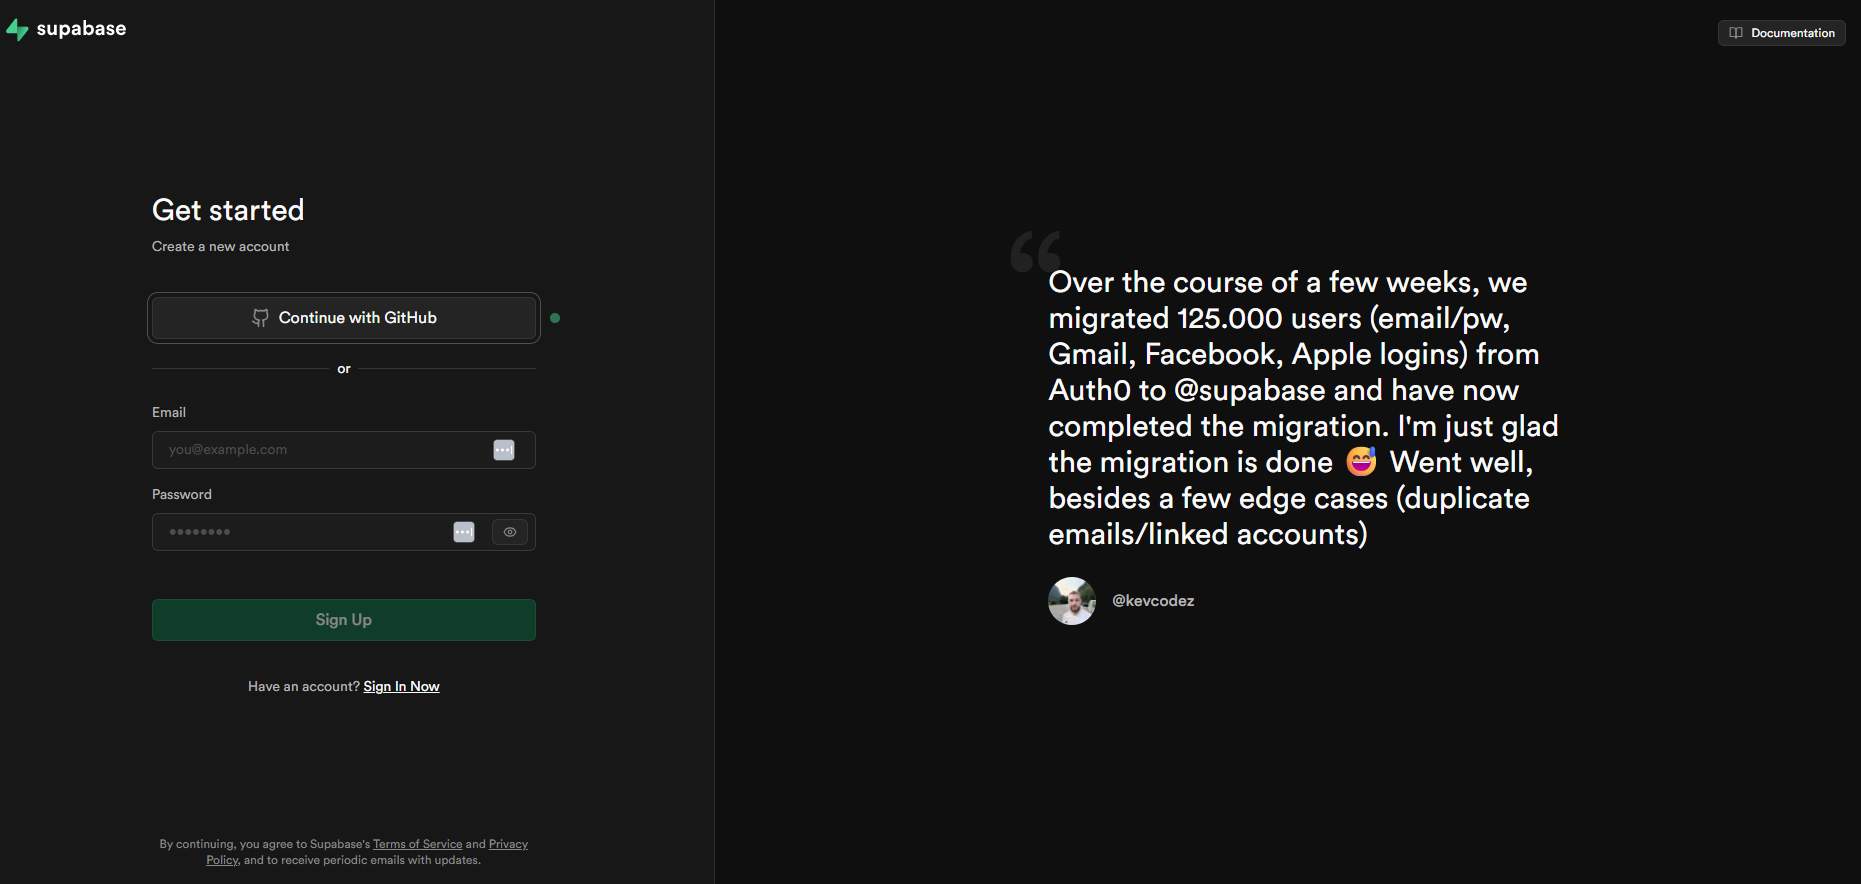 supabase
Documentation
Get started
Create a new account
Continue with GitHub
or
Email
you@example.com
Password
••••••••
Sign Up
Have an account? Sign In Now
By continuing, you agree to Supabase's Terms of Service and Privacy
Policy, and to receive periodic emails with updates.
“
Over the course of a few weeks, we
migrated 125.000 users (email/pw,
Gmail, Facebook, Apple logins) from
Auth0 to @supabase and have now
completed the migration. I'm just glad
the migration is done 😅 Went well,
besides a few edge cases (duplicate
emails/linked accounts)
@kevcodez